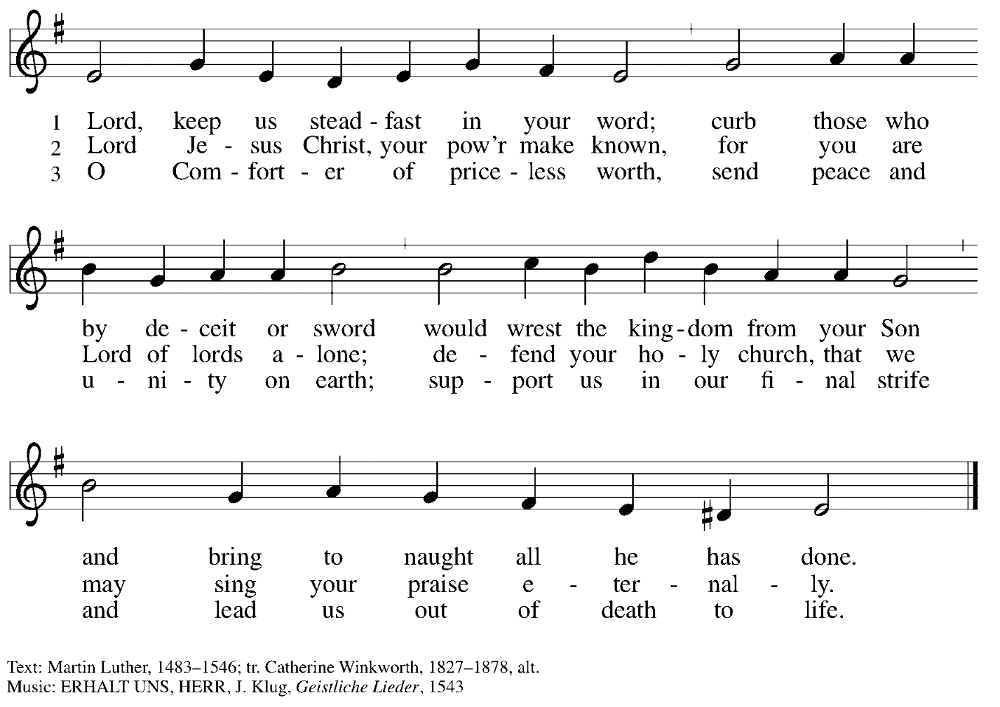 1 Lord, keep us stead - fast in your word; curb those who
2 Lord Je - sus Christ, your pow'r make known, for you are
3 O Com - fort - er of price - less worth, send peace and
by de - ceit or sword would wrest the king - dom from your Son
Lord of lords a - lone; de - fend your ho - ly church, that we
u - ni - ty on earth; sup - port us in our fi - nal strife
and bring to naught all he has done.
may sing your praise e - ter - nal - ly.
and lead us out of death to life.
Text: Martin Luther, 1483–1546; tr. Catherine Winkworth, 1827–1878, alt.
Music: ERHALT UNS, HERR, J. Klug, Geistliche Lieder, 1543